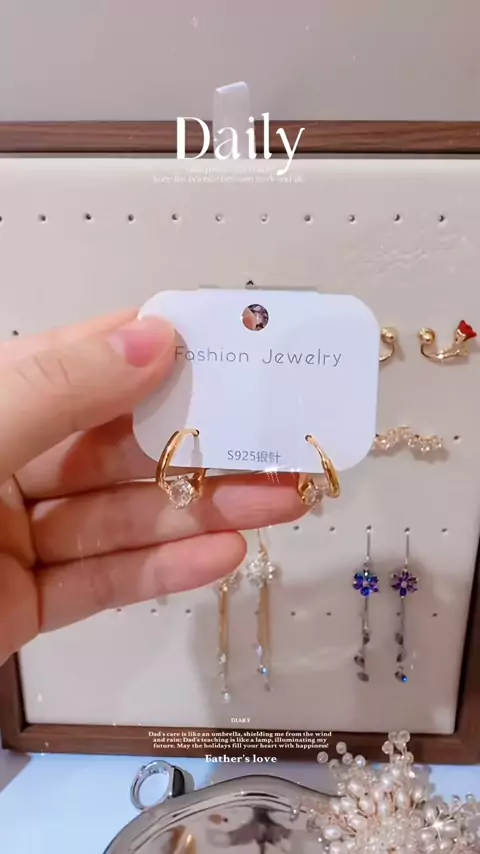 Daily
Fashion Jewelry
S925银针
DIARY
Dad's care is like an umbrella, shielding me from the wind
and rain; Dad's teaching is like a lamp, illuminating my
future. May the holidays fill your heart with happiness!
Father's love